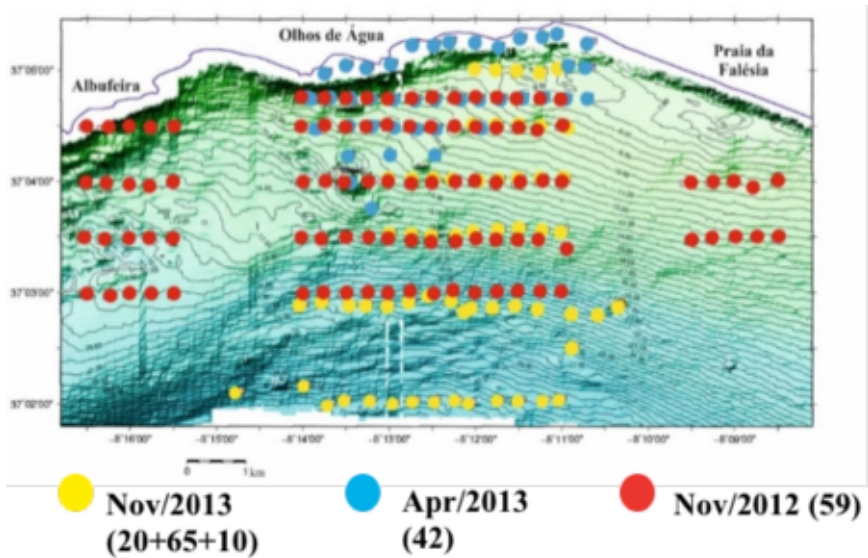 Olhos de Água
Praia da
Falésia
Albufeira
37°05'00"
37°04'00"
37°03'00"
37°02'00"
-8°16'00" -8°15'00" -8°14'00" -8°13'00" -8°12'00" -8°11'00" -8°10'00" -8°09'00"
0 1 km
Nov/2013
(20+65+10)
Apr/2013
(42)
Nov/2012 (59)